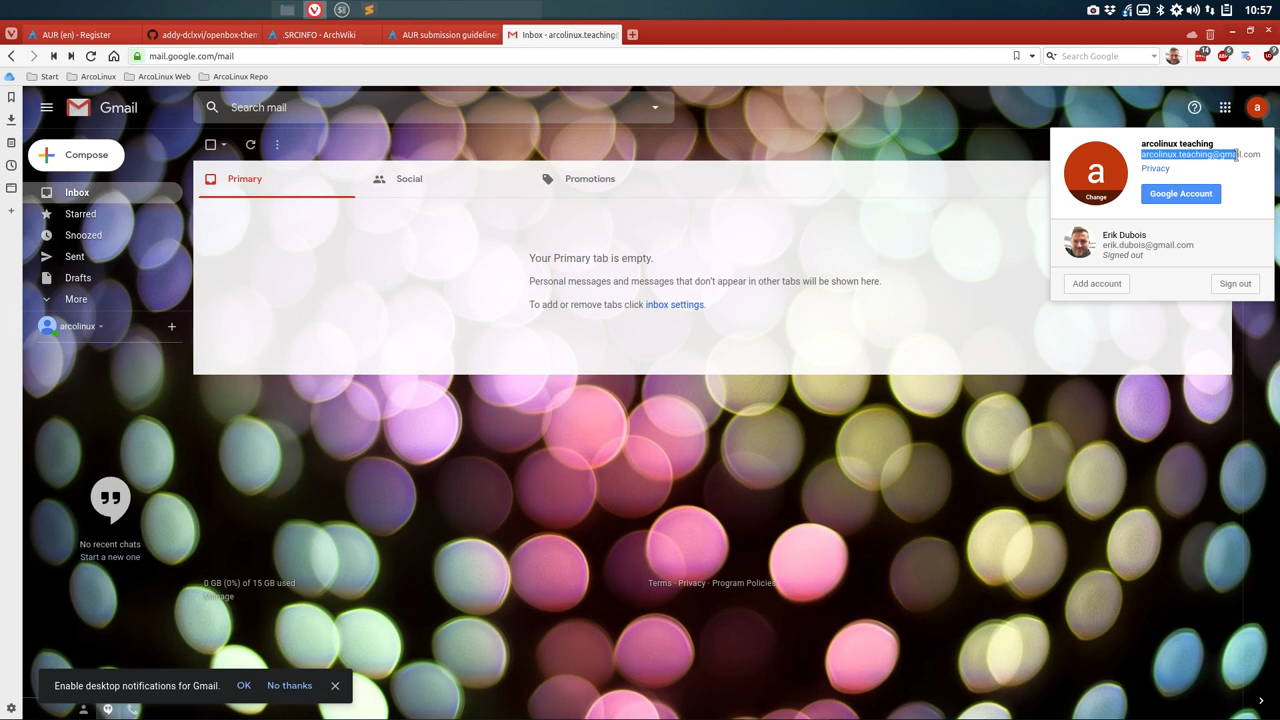 10:57
AUR (en) - Register
addy-dclxvi/openbox-them
.SRCINFO - ArchWiki
AUR submission guideline
Inbox - arcolinux.teaching@
mail.google.com/mail
Search Google
14
6
9
Start
ArcoLinux
ArcoLinux Web
ArcoLinux Repo
Gmail
Search mail
a
Compose
Inbox
Starred
Snoozed
Sent
Drafts
More
arcolinux
Primary
Social
Promotions
Your Primary tab is empty.
Personal messages and messages that don't appear in other tabs will be shown here.
To add or remove tabs click inbox settings.
a
Change
arcolinux teaching
arcolinux.teaching@gmail.com
Privacy
Google Account
Erik Dubois
erik.dubois@gmail.com
Signed out
Add account
Sign out
No recent chats
Start a new one
0 GB (0%) of 15 GB used
Manage
Terms - Privacy - Program Policies
Enable desktop notifications for Gmail.
OK
No thanks